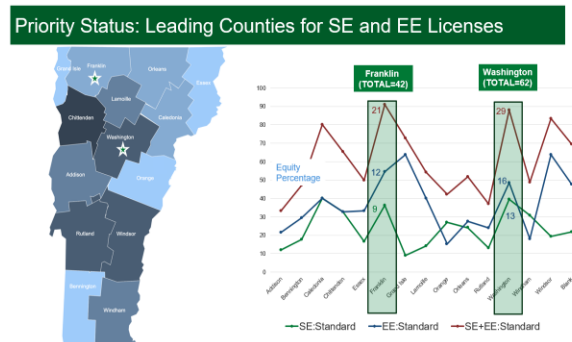 Priority Status: Leading Counties for SE and EE Licenses
Grand Isle
Franklin
Orleans
Essex
Lamoille
Chittenden
Caledonia
Washington
Addison
Orange
Rutland
Windsor
Bennington
Windham
Franklin
(TOTAL=42)
Washington
(TOTAL=62)
Equity
Percentage
100
90
80
70
60
50
40
30
20
10
0
21
12
9
29
16
13
Addison
Bennington
Caledonia
Chittenden
Essex
Franklin
Grand Isle
Lamoille
Orange
Orleans
Rutland
Washington
Windham
Windsor
Blank
SE:Standard
EE:Standard
SE+EE:Standard